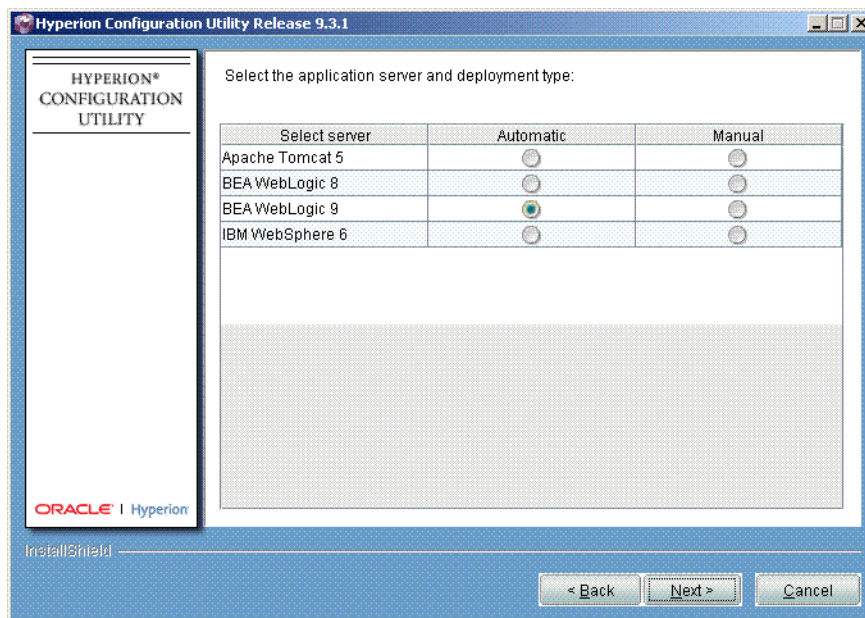 Hyperion Configuration Utility Release 9.3.1
HYPERION®
CONFIGURATION
UTILITY
Select the application server and deployment type:
Select server Automatic Manual
Apache Tomcat 5
BEA WebLogic 8
BEA WebLogic 9
IBM WebSphere 6
ORACLE® | Hyperion
InstallShield
< Back Next > Cancel